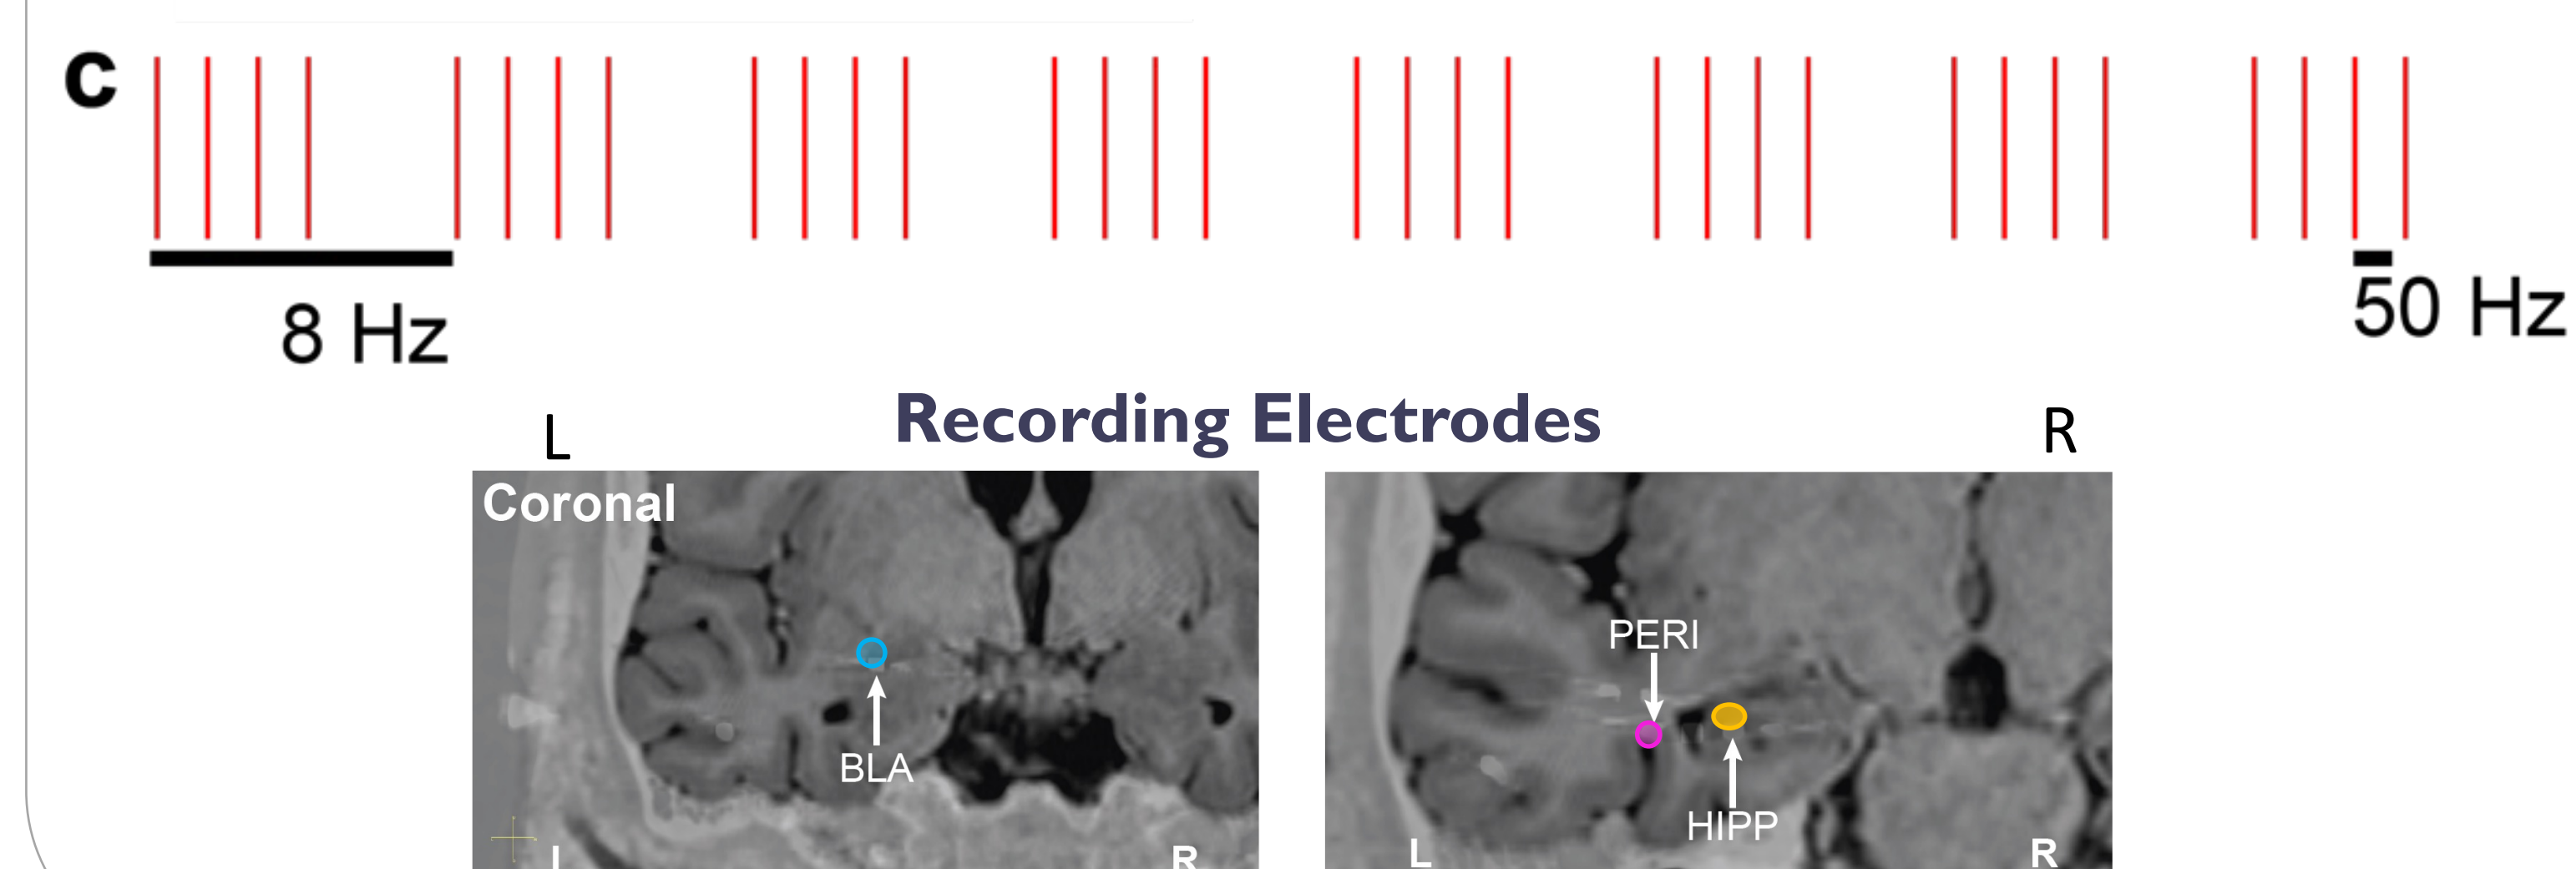 C
8 Hz
50 Hz
Recording Electrodes
L
R
Coronal
BLA
L
R
PERI
HIPP
L
R